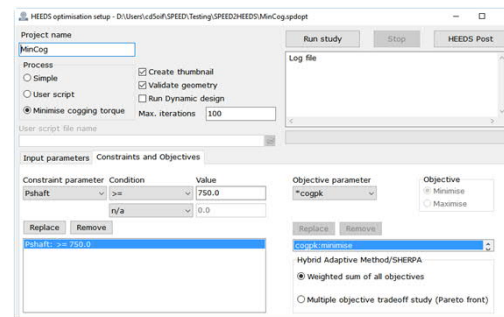 HEEDS optimisation setup - D:\Users\cd5oif\SPEED\Testing\SPEED2HEEDS\MinCog.spdopt
Project name
MinCog
Process
Simple
User script
Minimise cogging torque
Create thumbnail
Validate geometry
Run Dynamic design
Max. iterations 100
User script file name
Run study
Stop
HEEDS Post
Log file
Input parameters
Constraints and Objectives
Constraint parameter Condition Value
Pshaft >= 750.0
n/a 0.0
Replace Remove
Pshaft: >= 750.0
Objective parameter
*cogpk
Objective
Minimise
Maximise
Replace Remove
cogpk:minimise
Hybrid Adaptive Method/SHERPA
Weighted sum of all objectives
Multiple objective tradeoff study (Pareto front)